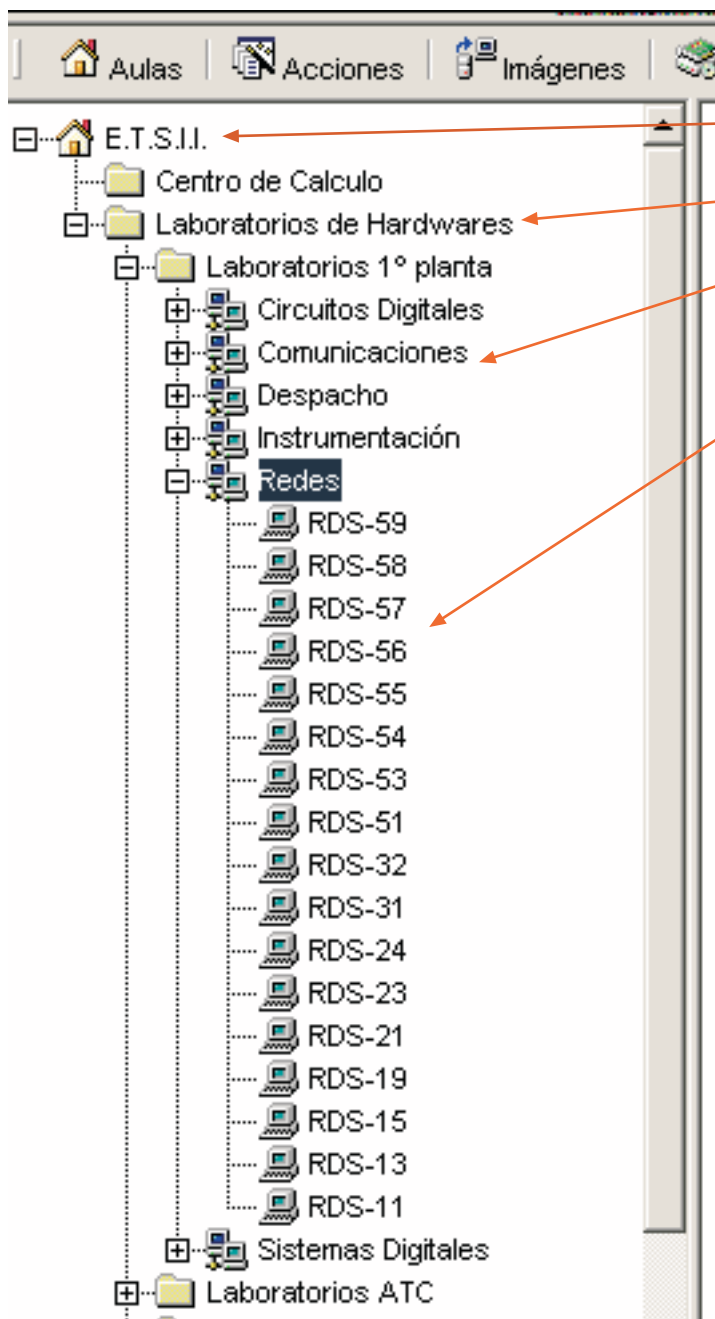 Aulas Acciones Imágenes
E.T.S.I.I.
Centro de Calculo
Laboratorios de Hardwares
Laboratorios 1º planta
Circuitos Digitales
Comunicaciones
Despacho
Instrumentación
Redes
RDS-59
RDS-58
RDS-57
RDS-56
RDS-55
RDS-54
RDS-53
RDS-51
RDS-32
RDS-31
RDS-24
RDS-23
RDS-21
RDS-19
RDS-15
RDS-13
RDS-11
Sistemas Digitales
Laboratorios ATC